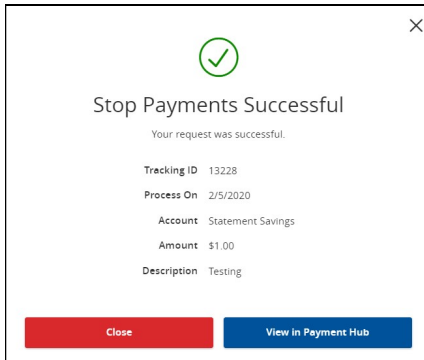 Stop Payments Successful
Your request was successful.
Tracking ID 13228
Process On 2/5/2020
Account Statement Savings
Amount $1.00
Description Testing
Close View in Payment Hub